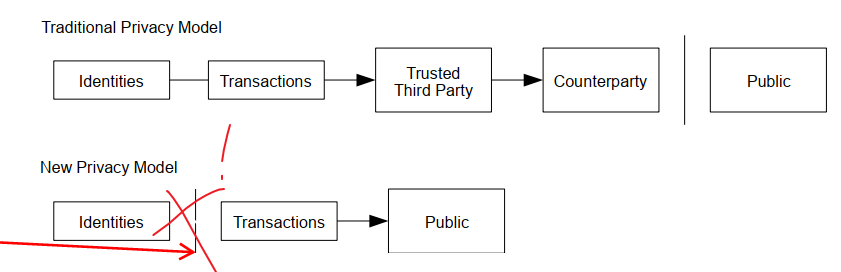 Traditional Privacy Model
Identities
Transactions
Trusted
Third Party
Counterparty
Public
New Privacy Model
Identities
Transactions
Public